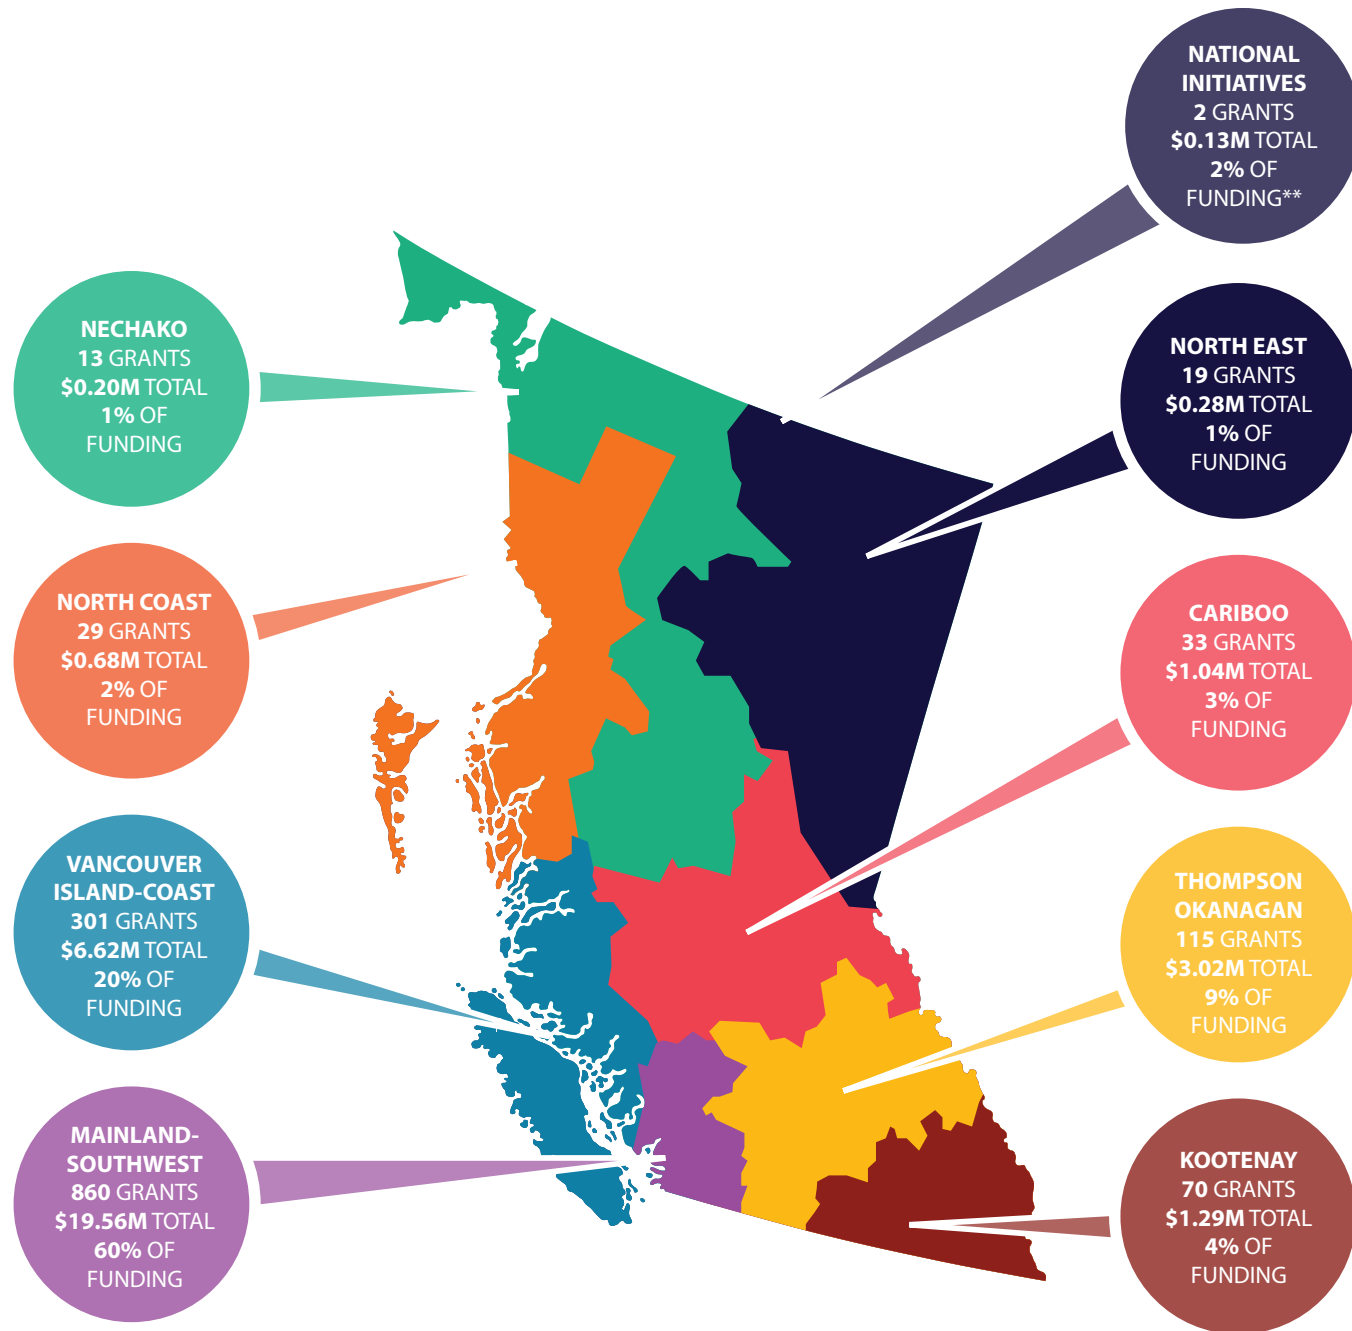 NATIONAL
INITIATIVES
2 GRANTS
$0.13M TOTAL
2% OF
FUNDING**
NECHAKO
13 GRANTS
$0.20M TOTAL
1% OF
FUNDING
NORTH EAST
19 GRANTS
$0.28M TOTAL
1% OF
FUNDING
NORTH COAST
29 GRANTS
$0.68M TOTAL
2% OF
FUNDING
CARIBOO
33 GRANTS
$1.04M TOTAL
3% OF
FUNDING
VANCOUVER
ISLAND-COAST
301 GRANTS
$6.62M TOTAL
20% OF
FUNDING
THOMPSON
OKANAGAN
115 GRANTS
$3.02M TOTAL
9% OF
FUNDING
MAINLAND-
SOUTHWEST
860 GRANTS
$19.56M TOTAL
60% OF
FUNDING
KOOTENAY
70 GRANTS
$1.29M TOTAL
4% OF
FUNDING